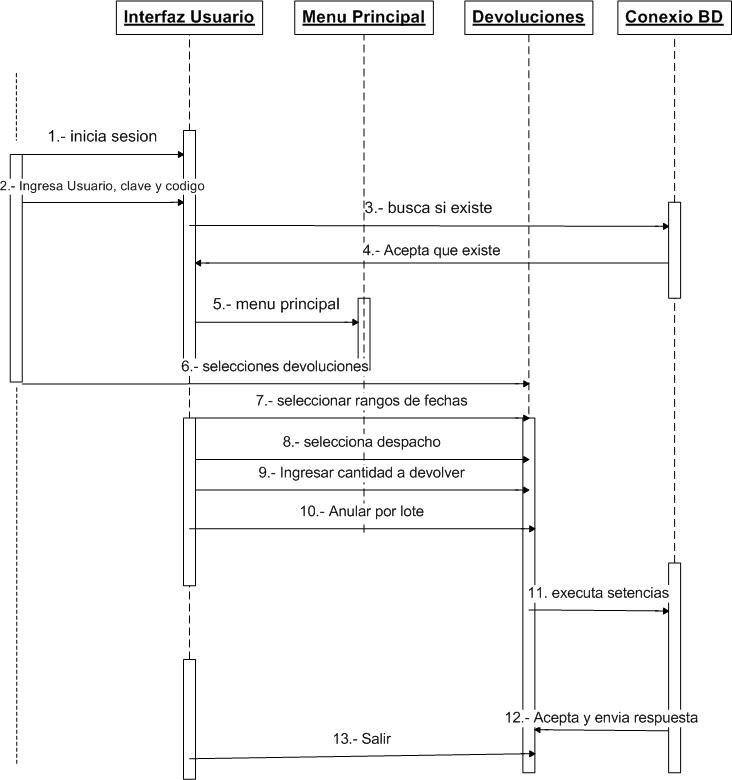 Interfaz Usuario
Menu Principal
Devoluciones
Conexio BD
1.- inicia sesion
2.- Ingresa Usuario, clave y codigo
3.- busca si existe
4.- Acepta que existe
5.- menu principal
6.- selecciones devoluciones
7.- seleccionar rangos de fechas
8.- selecciona despacho
9.- Ingresar cantidad a devolver
10.- Anular por lote
11. executa setencias
12.- Acepta y envia respuesta
13.- Salir